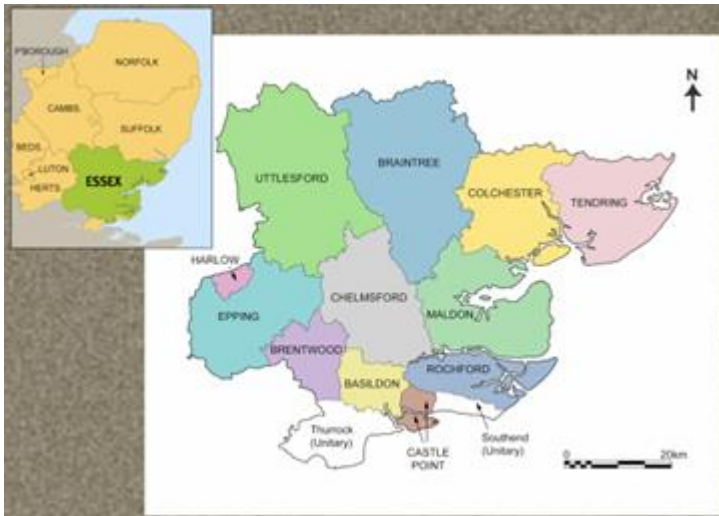 P'BOROUGH
NORFOLK
CAMBS.
SUFFOLK
BEDS.
LUTON
ESSEX
HERTS
N
UTTLESFORD
BRAINTREE
COLCHESTER
TENDRING
HARLOW
EPPING
CHELMSFORD
MALDON
BRENTWOOD
BASILDON
ROCHFORD
Thurrock
(Unitary)
CASTLE
POINT
Southend
(Unitary)
0 20km